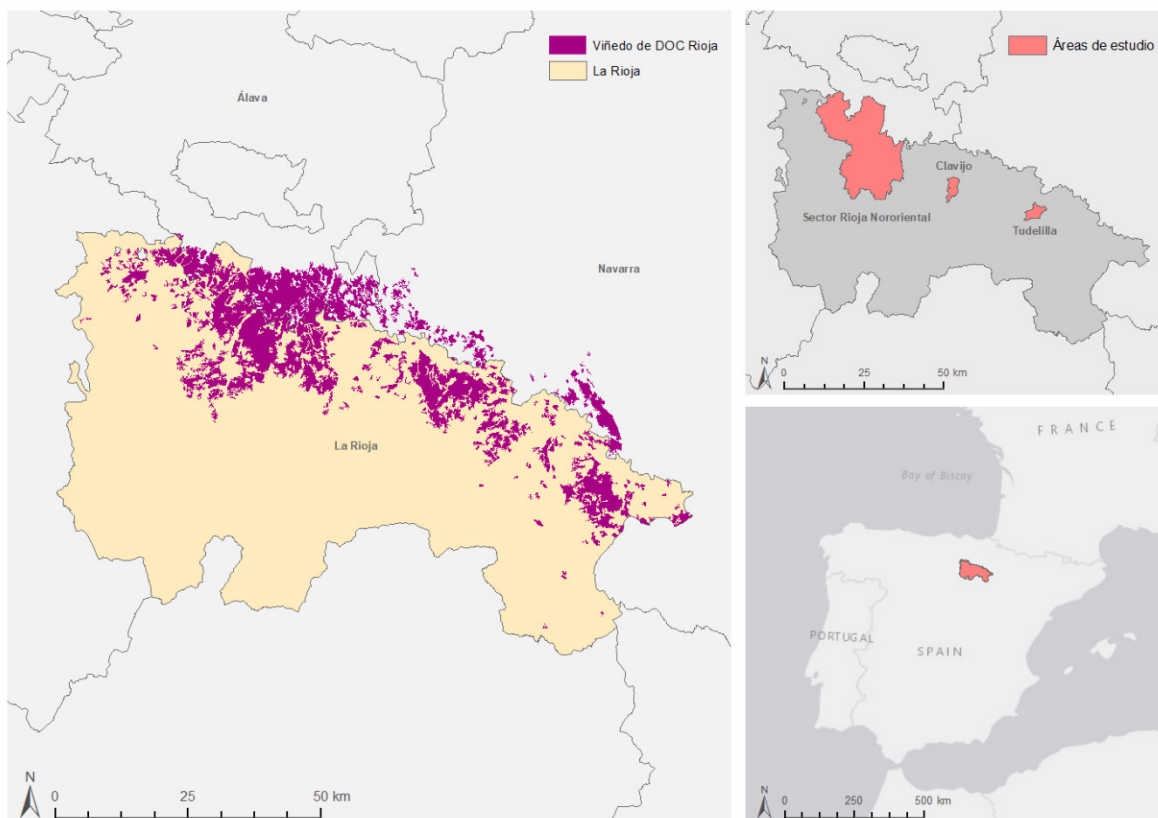 Viñedo de DOC Rioja
La Rioja
Álava
Navarra
La Rioja
N
0 25 50 km
Áreas de estudio
Clavijo
Sector Rioja Nororiental
Tudelilla
N
0 25 50 km
FRANCE
Bay of Biscay
PORTUGAL
SPAIN
N
0 250 500 km